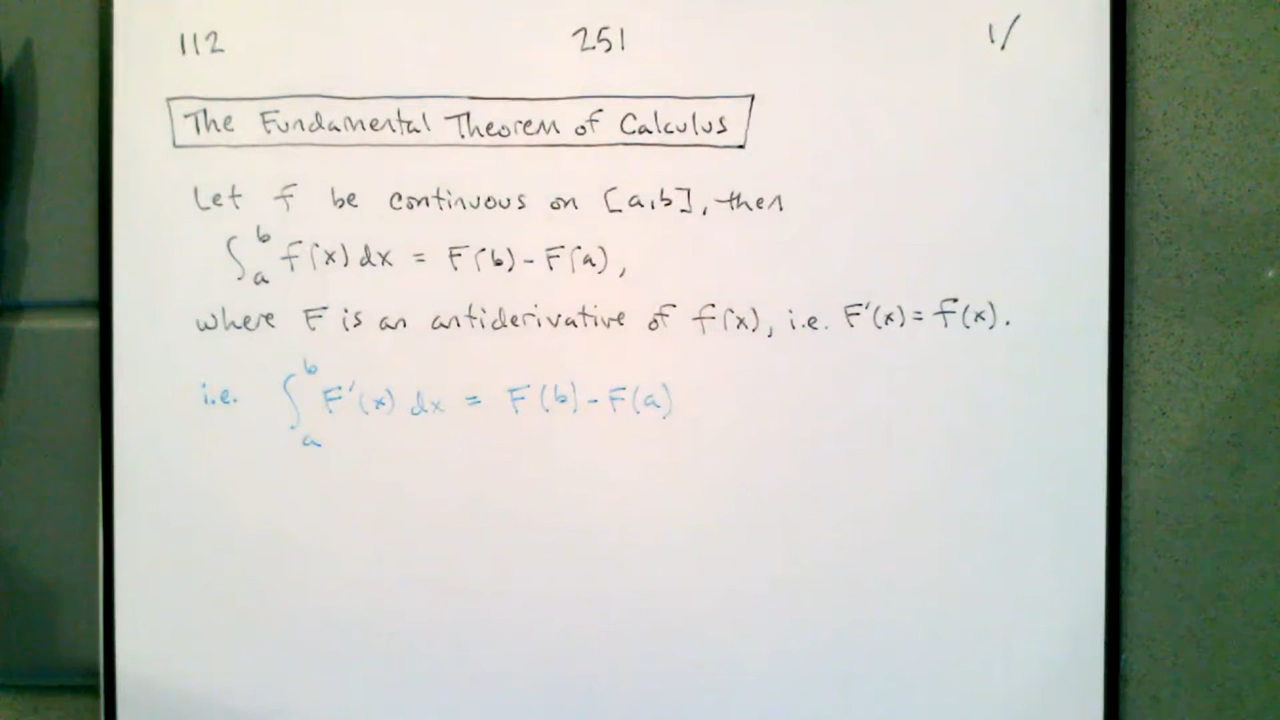 112 251 1/
The Fundamental Theorem of Calculus
Let f be continuous on [a,b], then
∫_a^b f(x) dx = F(b) - F(a),
where F is an antiderivative of f(x), i.e. F'(x) = f(x).
i.e. ∫_a^b F'(x) dx = F(b) - F(a)